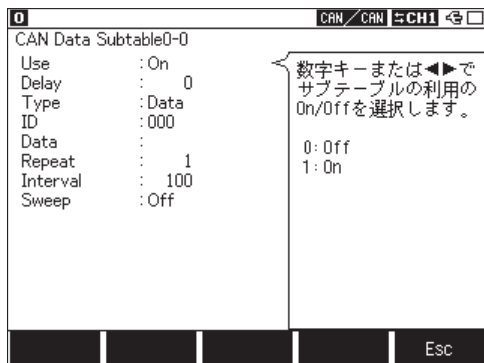 0 CAN/CAN ⇆CH1
CAN Data Subtable0-0
Use :On
Delay : 0
Type :Data
ID :000
Data :
Repeat : 1
Interval : 100
Sweep :Off
数字キーまたは◀▶で
サブテーブルの利用の
On/Offを選択します。
0:Off
1:On
Esc